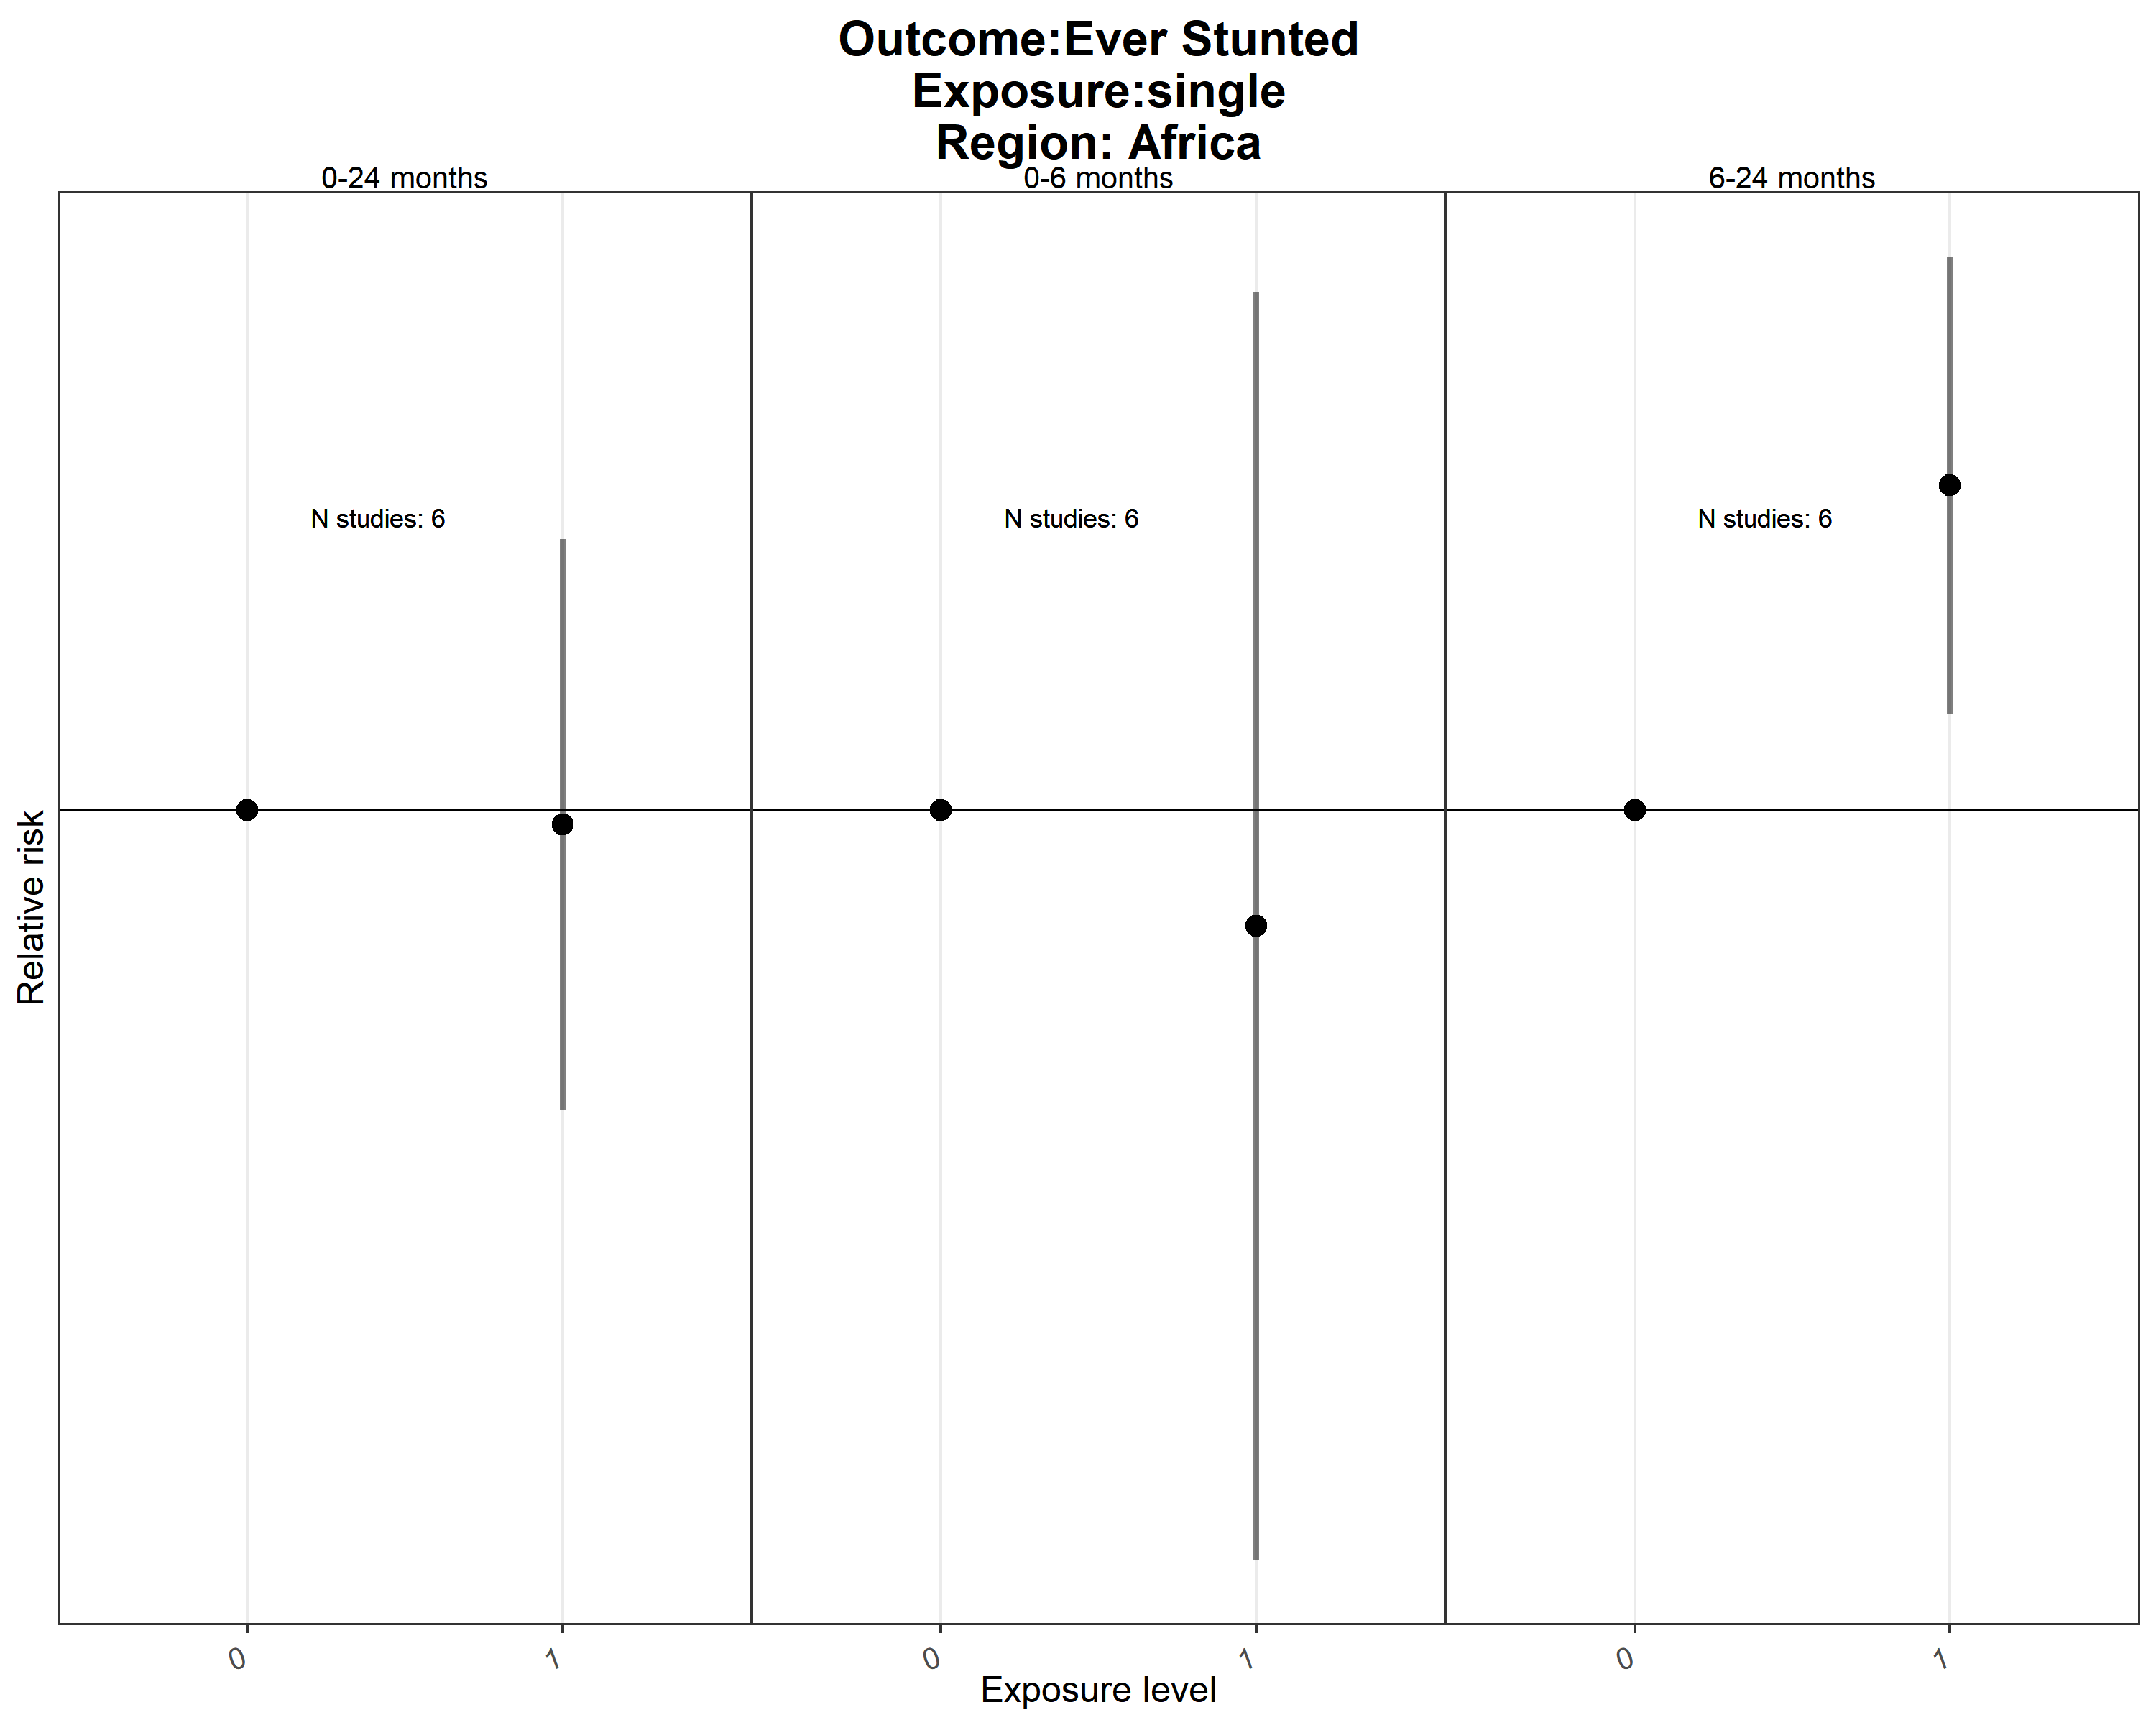 Outcome:Ever Stunted
Exposure:single
Region: Africa
0-24 months
0-6 months
6-24 months
N studies: 6
N studies: 6
N studies: 6
Relative risk
0
1
0
1
0
1
Exposure level